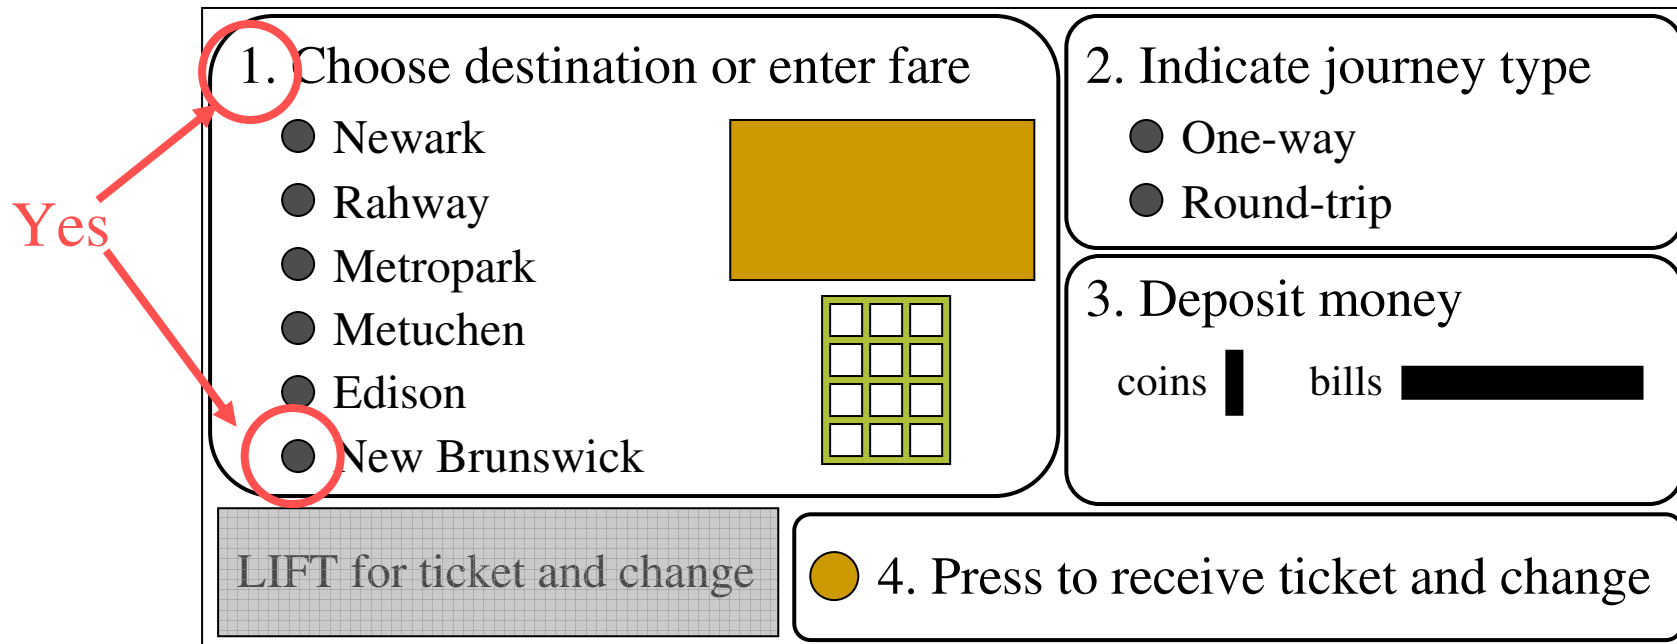 1. Choose destination or enter fare
Newark
Rahway
Metropark
Metuchen
Edison
New Brunswick
Yes
2. Indicate journey type
One-way
Round-trip
3. Deposit money
coins bills
LIFT for ticket and change
4. Press to receive ticket and change